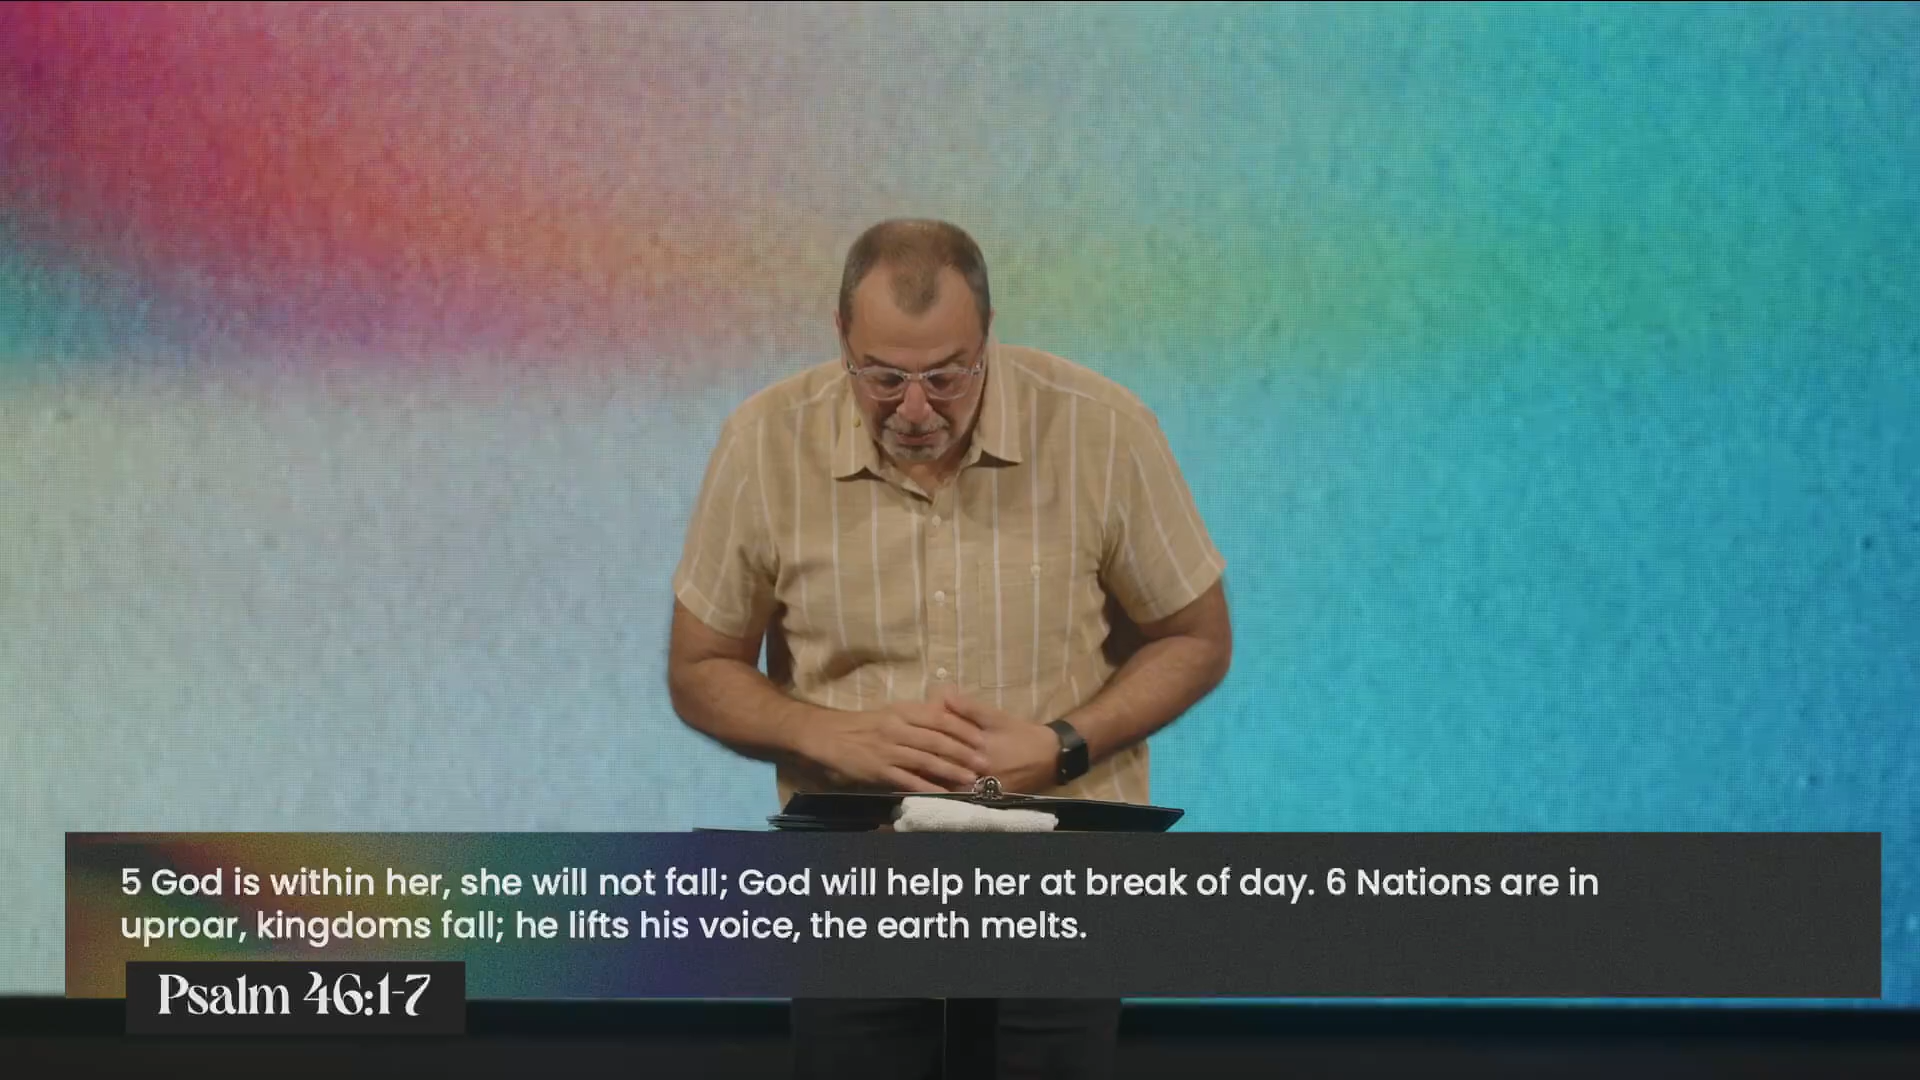 5 God is within her, she will not fall; God will help her at break of day. 6 Nations are in
uproar, kingdoms fall; he lifts his voice, the earth melts.
Psalm 46:1-7